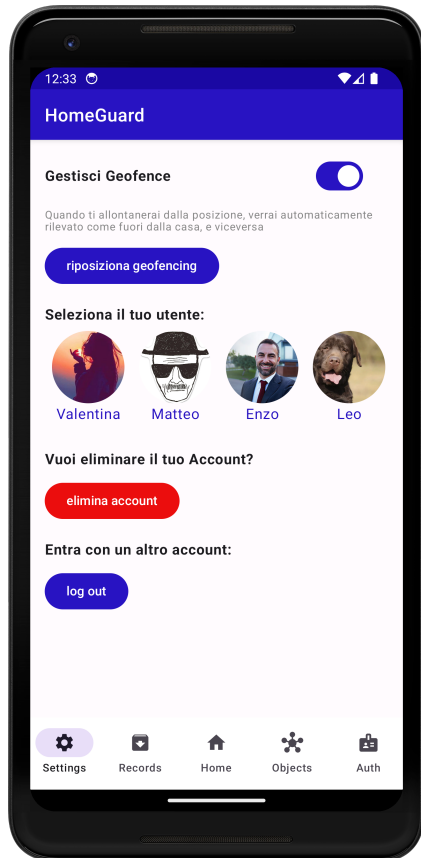 12:33
HomeGuard
Gestisci Geofence
Quando ti allontanerai dalla posizione, verrai automaticamente
rilevato come fuori dalla casa, e viceversa
riposiziona geofencing
Seleziona il tuo utente:
Valentina Matteo Enzo Leo
Vuoi eliminare il tuo Account?
elimina account
Entra con un altro account:
log out
Settings Records Home Objects Auth